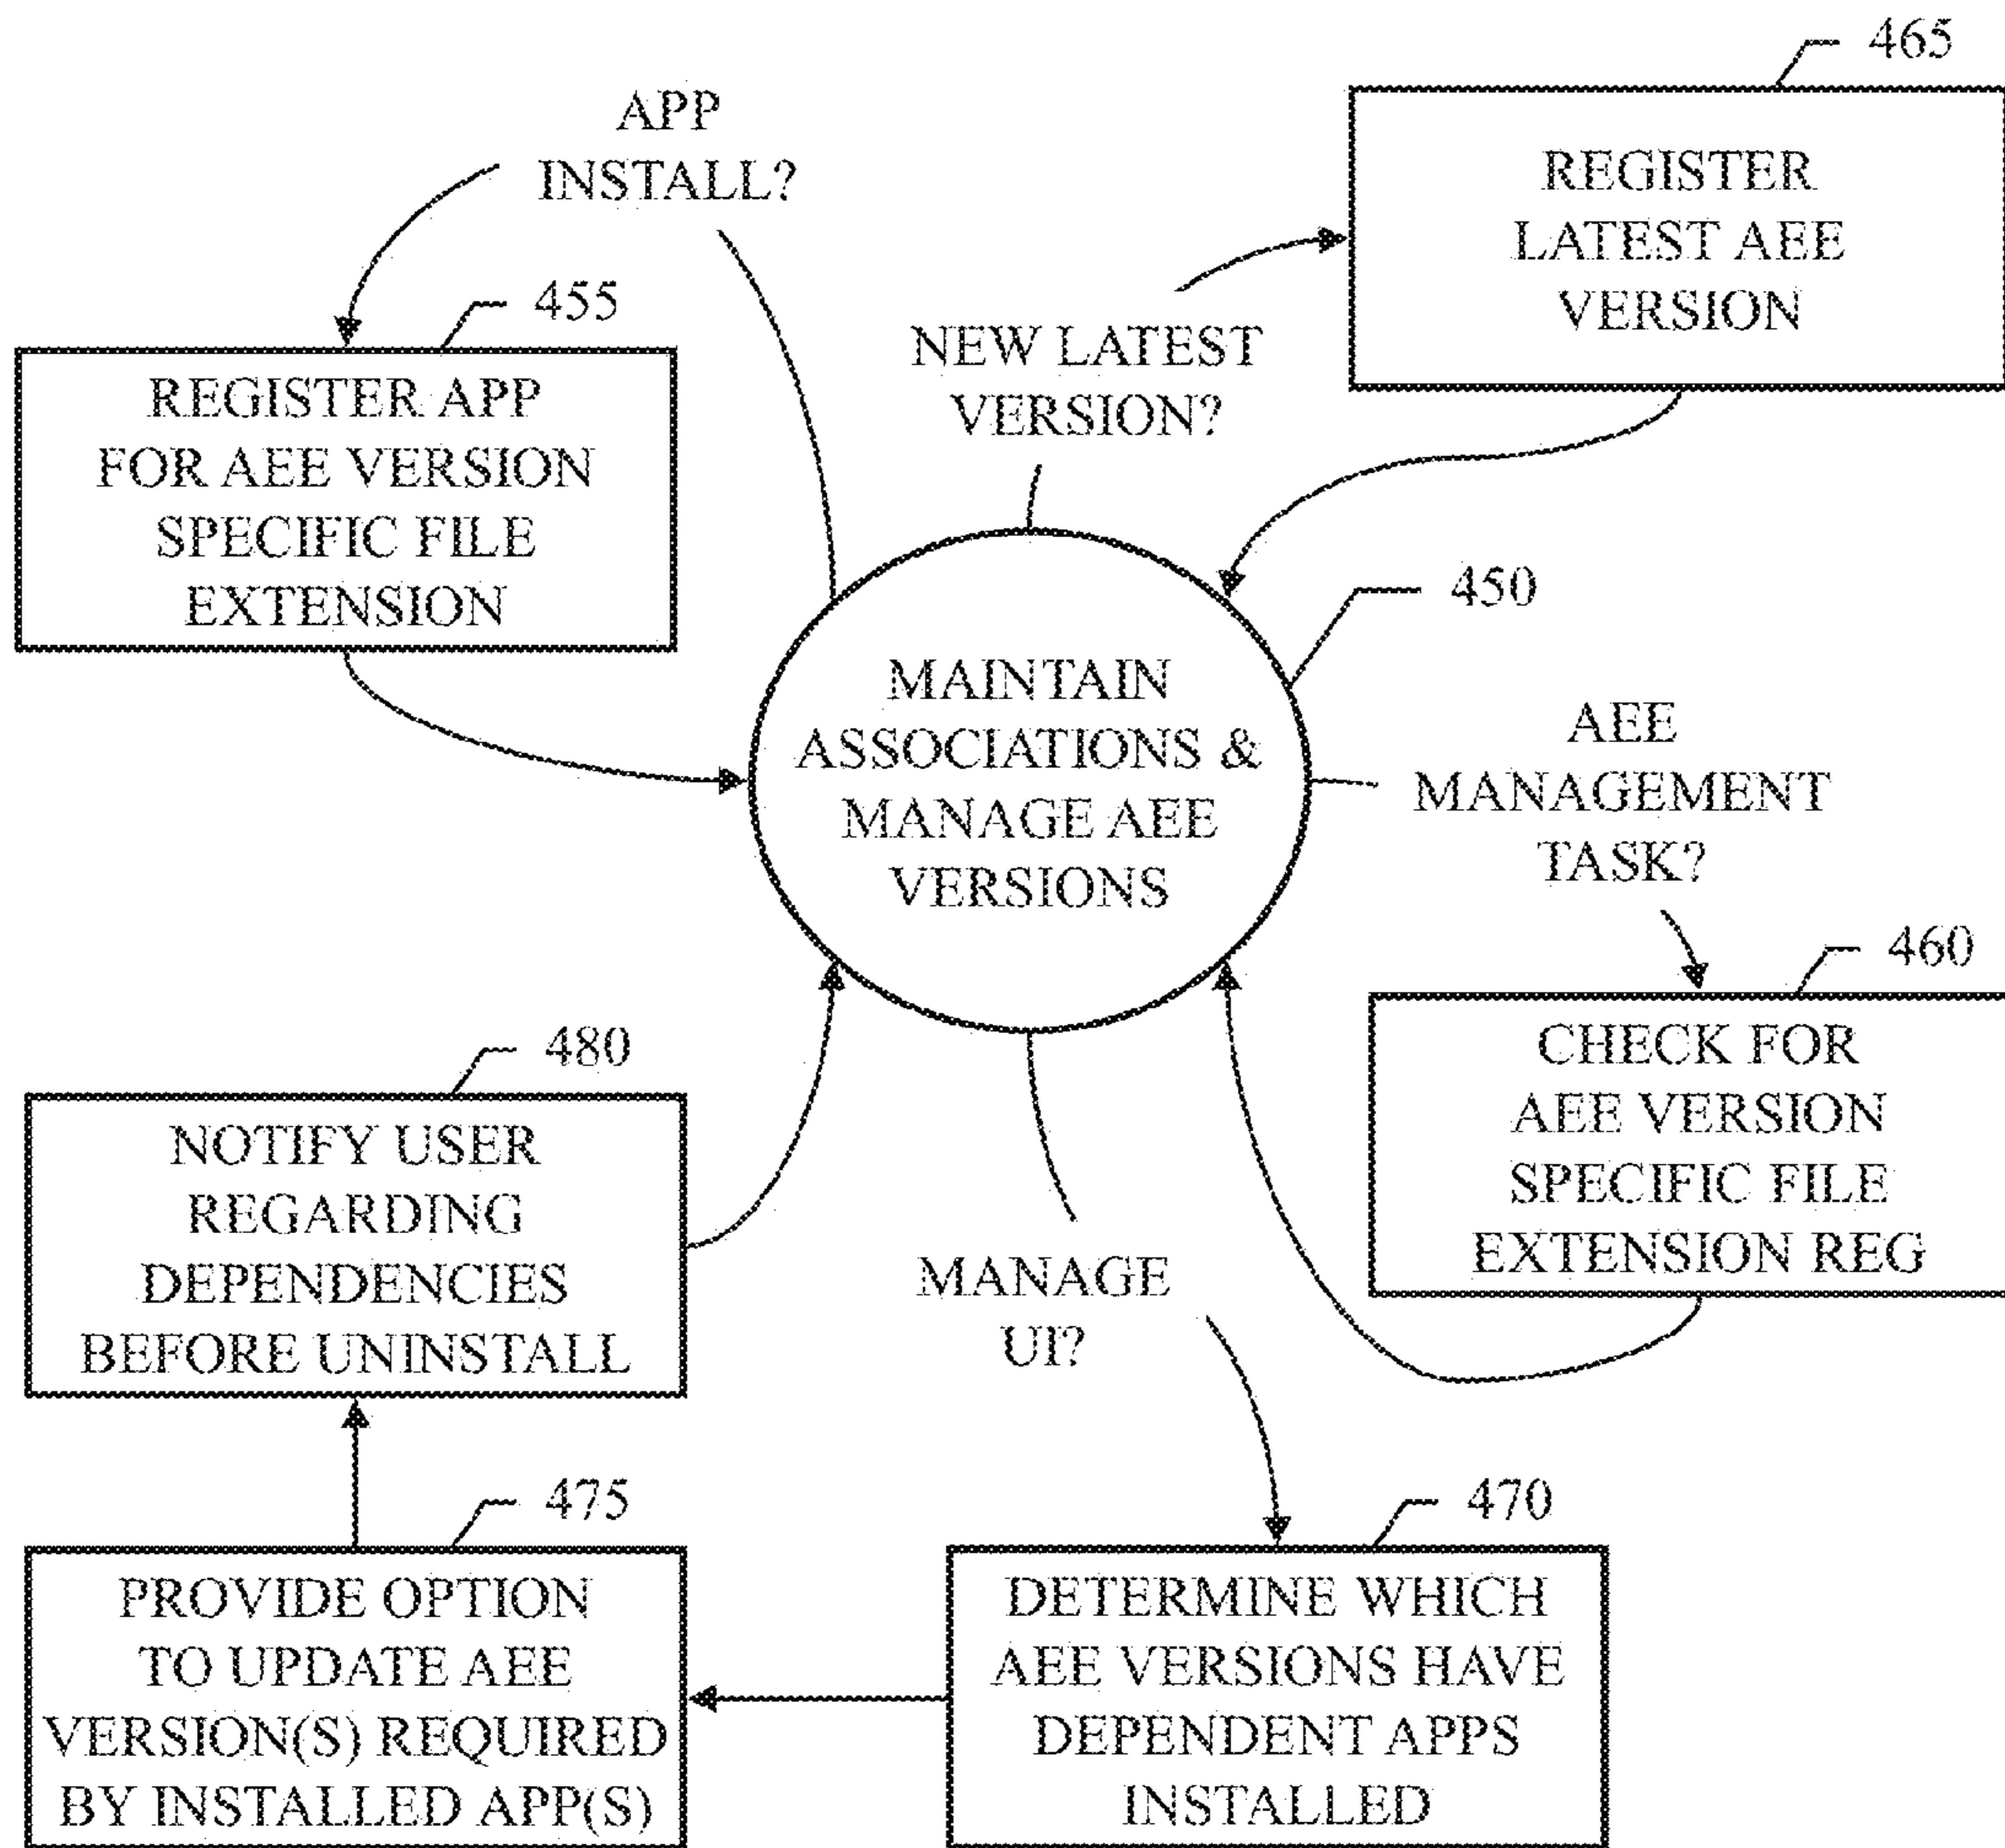 465
APP
INSTALL?
REGISTER
LATEST AEE
VERSION
455
NEW LATEST
VERSION?
REGISTER APP
FOR AEE VERSION
SPECIFIC FILE
EXTENSION
450
MAINTAIN
ASSOCIATIONS &
MANAGE AEE
VERSIONS
AEE
MANAGEMENT
TASK?
460
CHECK FOR
AEE VERSION
SPECIFIC FILE
EXTENSION REG
480
NOTIFY USER
REGARDING
DEPENDENCIES
BEFORE UNINSTALL
MANAGE
UI?
475
PROVIDE OPTION
TO UPDATE AEE
VERSION(S) REQUIRED
BY INSTALLED APP(S)
470
DETERMINE WHICH
AEE VERSIONS HAVE
DEPENDENT APPS
INSTALLED